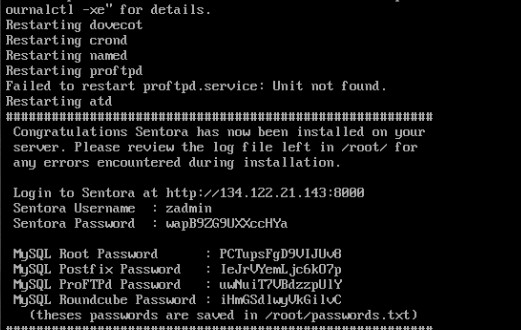 ournalctl -xe" for details.
Restarting dovecot
Restarting crond
Restarting named
Restarting proftpd
Failed to restart proftpd.service: Unit not found.
Restarting atd
########################################################
Congratulations Sentora has now been installed on your
server. Please review the log file left in /root/ for
any errors encountered during installation.
Login to Sentora at http://134.122.21.143:8000
Sentora Username : zadmin
Sentora Password : wapB9ZG9UXXccHYa
MySQL Root Password : PCTupsFgD9VIJUv8
MySQL Postfix Password : IeJrVYemLjc6kO7p
MySQL ProFTPd Password : uwNuiT7VBdzzpUlY
MySQL Roundcube Password : iHmGSdlwyVkGilvC
(theses passwords are saved in /root/passwords.txt)
########################################################